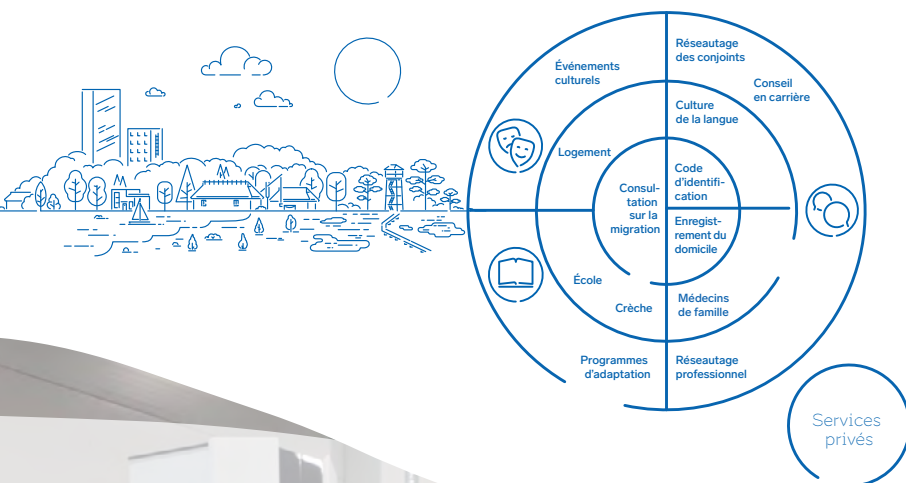 Réseautage
des conjoints
Événements
culturels
Conseil
en carrière
Culture
de la langue
Logement
Code
d'identifi-
cation
Consul-
tation
sur la
migration
Enregist-
rement du
domicile
École
Crèche
Médecins
de famille
Programmes
d'adaptation
Réseautage
professionnel
Services
privés